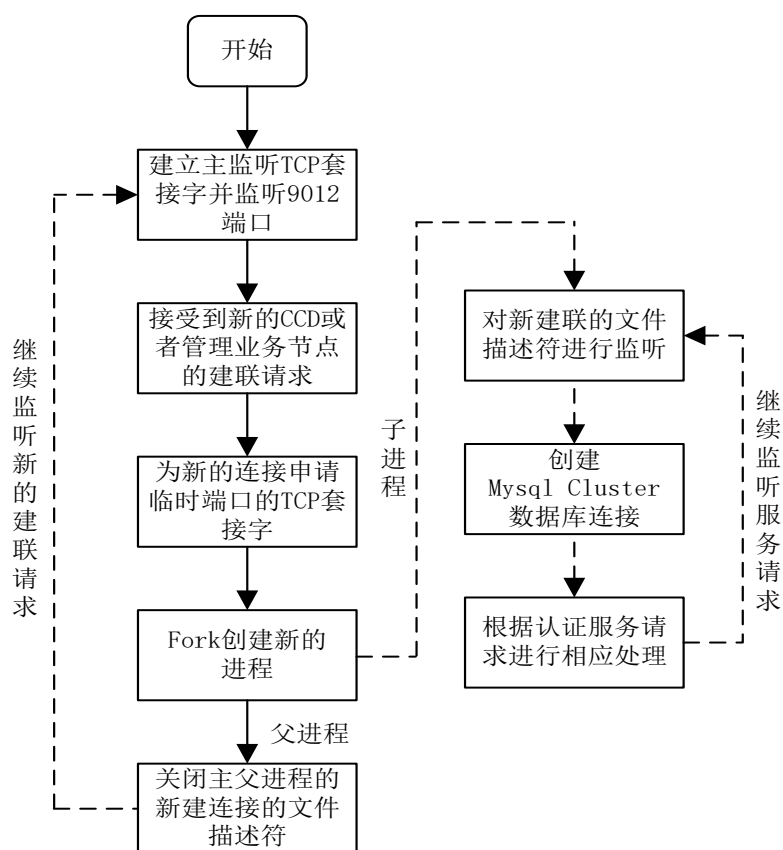 开始
建立主监听TCP套
接字并监听9012
端口
接受到新的CCD或
者管理业务节点
的建联请求
为新的连接申请
临时端口的TCP套
接字
Fork创建新的
进程
父进程
关闭主父进程的
新建连接的文件
描述符
继续监听新的建联请求
子进程
对新建联的文件
描述符进行监听
创建
Mysql Cluster
数据库连接
根据认证服务请
求进行相应处理
继续监听服务请求